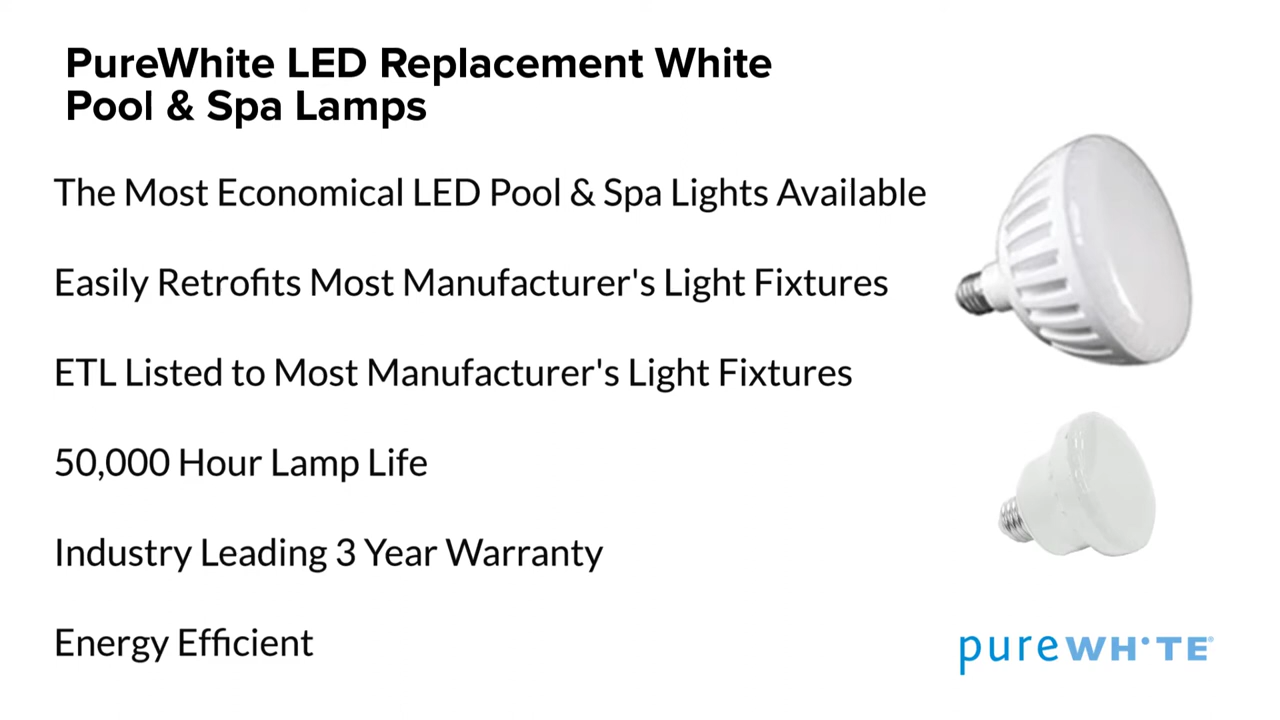 PureWhite LED Replacement White
Pool & Spa Lamps
The Most Economical LED Pool & Spa Lights Available
Easily Retrofits Most Manufacturer's Light Fixtures
ETL Listed to Most Manufacturer's Light Fixtures
50,000 Hour Lamp Life
Industry Leading 3 Year Warranty
Energy Efficient
pureWHiTE®